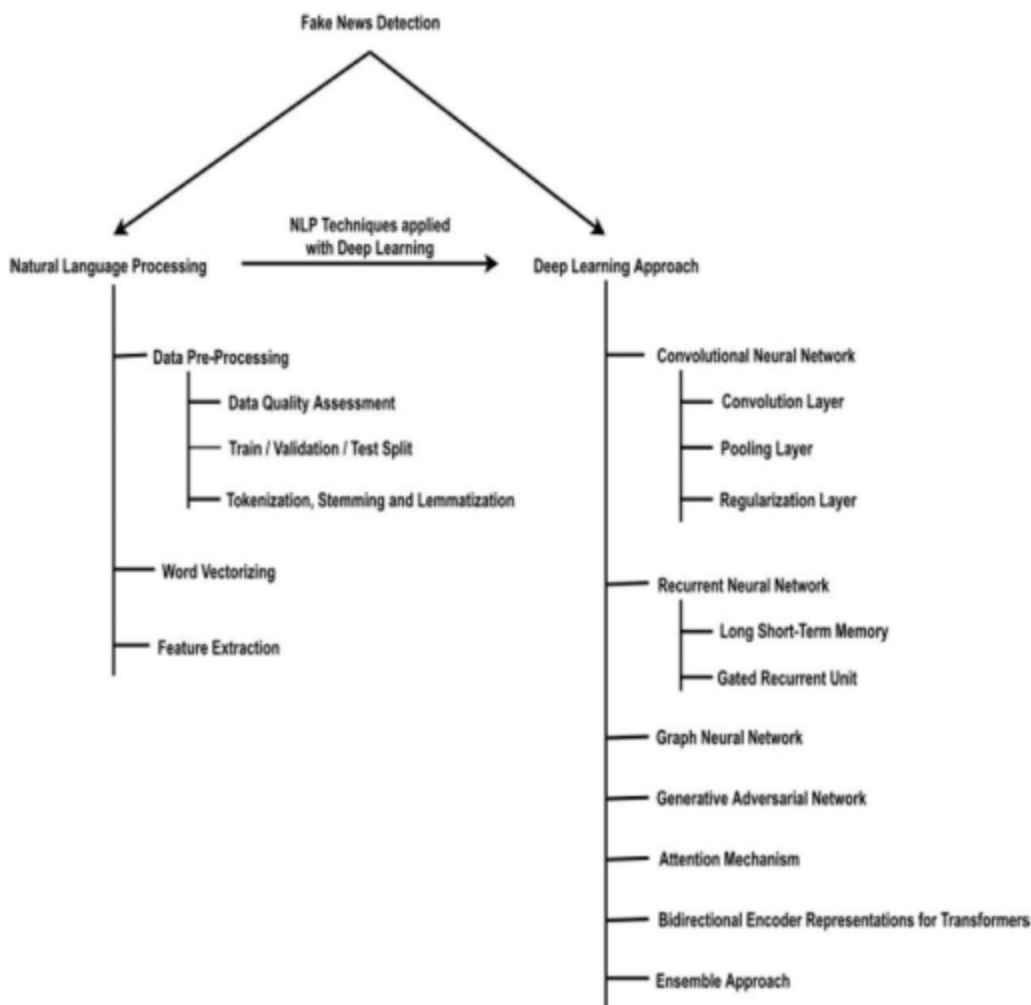 Fake News Detection
NLP Techniques applied
with Deep Learning
Natural Language Processing
Deep Learning Approach
Data Pre-Processing
Data Quality Assessment
Train / Validation / Test Split
Tokenization, Stemming and Lemmatization
Word Vectorizing
Feature Extraction
Convolutional Neural Network
Convolution Layer
Pooling Layer
Regularization Layer
Recurrent Neural Network
Long Short-Term Memory
Gated Recurrent Unit
Graph Neural Network
Generative Adversarial Network
Attention Mechanism
Bidirectional Encoder Representations for Transformers
Ensemble Approach